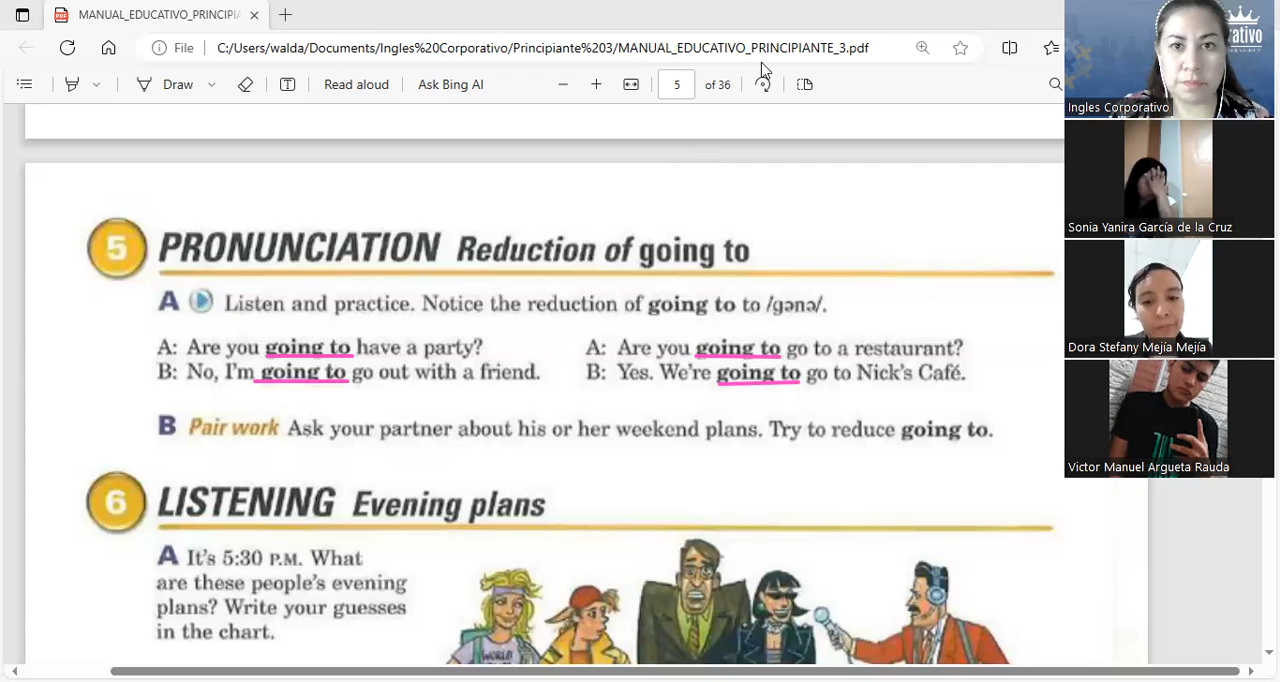 MANUAL_EDUCATIVO_PRINCIPIA
File
C:/Users/walda/Documents/Ingles%20Corporativo/Principante%203/MANUAL_EDUCATIVO_PRINCIPIANTE_3.pdf
Draw
Read aloud
Ask Bing AI
5
of 36
5 PRONUNCIATION Reduction of going to
A Listen and practice. Notice the reduction of going to to /gənə/.
A: Are you going to have a party?
B: No, I'm going to go out with a friend.
A: Are you going to go to a restaurant?
B: Yes. We're going to go to Nick's Café.
B Pair work Ask your partner about his or her weekend plans. Try to reduce going to.
6 LISTENING Evening plans
A It's 5:30 P.M. What
are these people's evening
plans? Write your guesses
in the chart.
WORLD
rativo
Ingles Corporativo
Sonia Yanira García de la Cruz
Dora Stefany Mejía Mejía
Victor Manuel Argueta Rauda